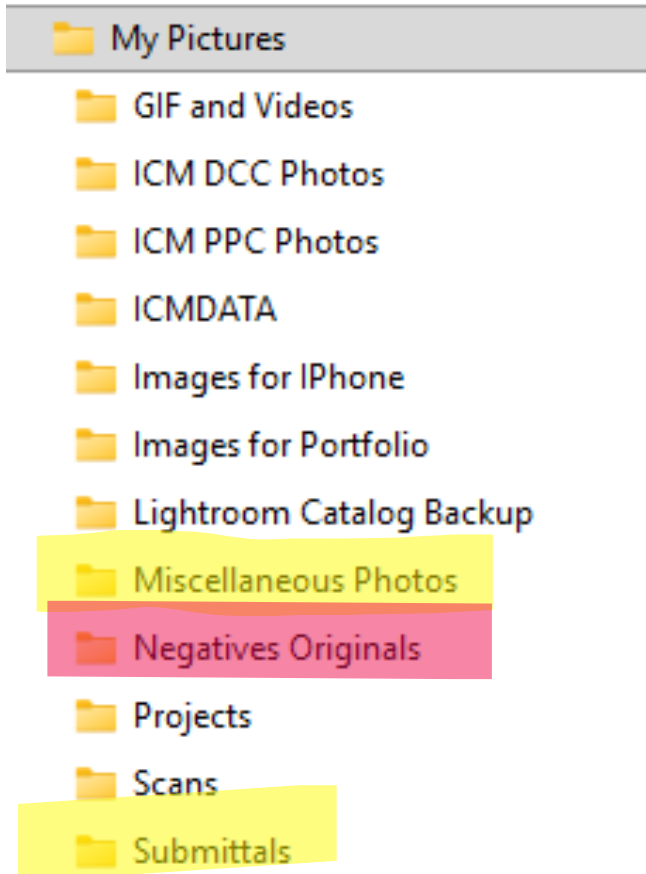 My Pictures
GIF and Videos
ICM DCC Photos
ICM PPC Photos
ICMDATA
Images for IPhone
Images for Portfolio
Lightroom Catalog Backup
Miscellaneous Photos
Negatives Originals
Projects
Scans
Submittals